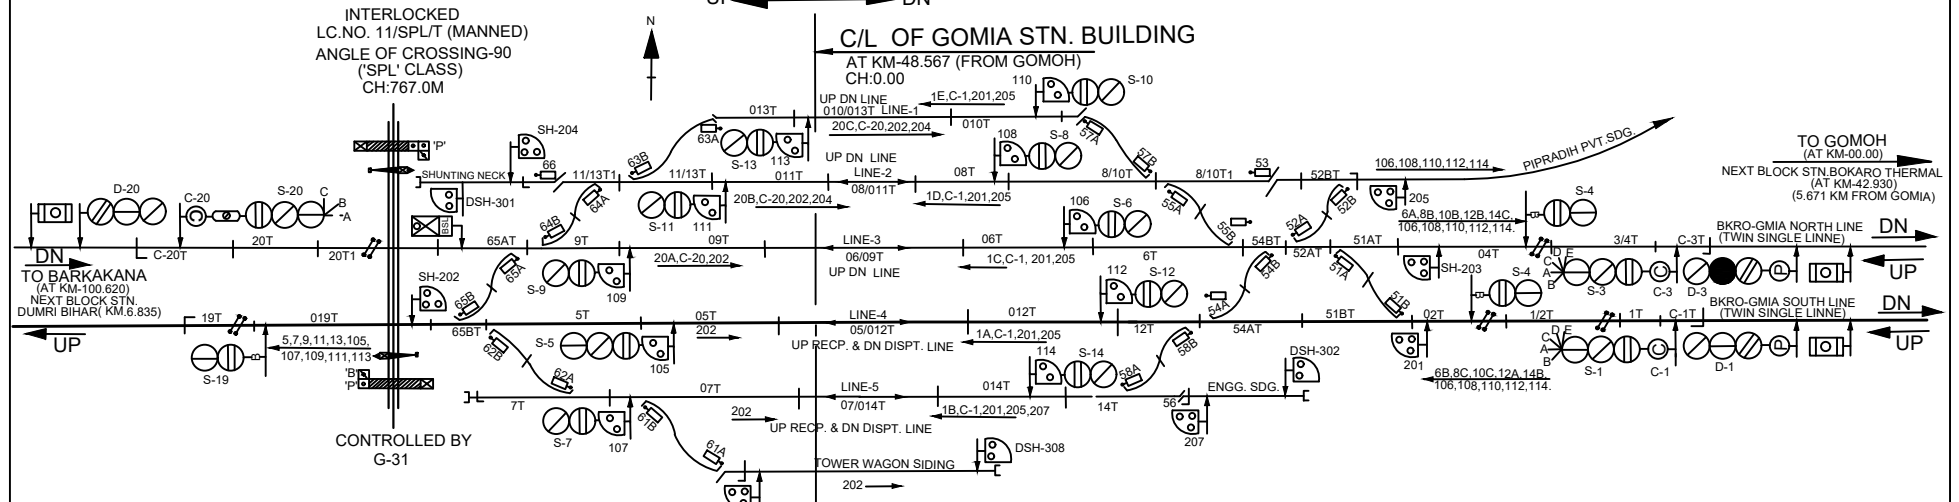 UP DN
INTERLOCKED
LC.NO. 11/SPL/T (MANNED)
ANGLE OF CROSSING-90
('SPL' CLASS)
CH:767.0M
N
C/L OF GOMIA STN. BUILDING
AT KM-48.567 (FROM GOMOH)
CH:0.00
110
S-10
UP DN LINE
1E,C-1,201,205
013T
010/013T LINE-1
010T
20C,C-20,202,204
57A
63A
SH-204
'P'
S-13
113
108
S-8
57B
PIPRADIH PVT.SDG.
TO GOMOH
(AT KM-00.00)
NEXT BLOCK STN.BOKARO THERMAL
(AT KM-42.930)
(5.671 KM FROM GOMIA)
63B
66
UP DN LINE
LINE-2
53
106,108,110,112,114
SHUNTING NECK
11/13T1
11/13T
011T
08/011T
08T
8/10T
8/10T1
52BT
D-20
C-20
S-20
C
B
A
DSH-301
64A
20B,C-20,202,204
1D,C-1,201,205
55A
52B
205
S-4
S-11
111
106
S-6
6A,8B,10B,12B,14C,
106,108,110,112,114.
BSL
64B
55B
52A
BKRO-GMIA NORTH LINE
(TWIN SINGLE LINNE)
DN
DN
C-20T
20T
20T1
65AT
9T
09T
LINE-3
06/09T
UP DN LINE
06T
6T
54BT
52AT
51AT
04T
3/4T
C-3T
TO BARKAKANA
(AT KM-100.620)
NEXT BLOCK STN.
DUMRI BIHAR( KM.6.835)
20A,C-20,202
1C,C-1, 201,205
SH-202
65A
S-9
109
112
S-12
54B
51A
SH-203
S-4
D E
C
A
B
S-3
C-3
D-3
P
UP
65B
54A
51B
BKRO-GMIA SOUTH LINE
(TWIN SINGLE LINNE)
DN
UP
19T
019T
65BT
5T
05T
LINE-4
05/012T
012T
12T
54AT
51BT
02T
1/2T
1T
C-1T
UP
202
UP RECP. & DN DISPT. LINE
1A,C-1,201,205
5,7,9,11,13,105,
107,109,111,113
S-19
62B
S-5
105
114
S-14
58B
DSH-302
201
D E
C
A
B
S-1
C-1
D-1
P
'B'
'P'
62A
58A
6B,8C,10C,12A,14B,
106,108,110,112,114.
7T
07T
LINE-5
07/014T
014T
14T
56
ENGG. SDG.
202
1B,C-1,201,205,207
UP RECP. & DN DISPT. LINE
S-7
107
61B
207
CONTROLLED BY
G-31
61A
DSH-308
TOWER WAGON SIDING
202